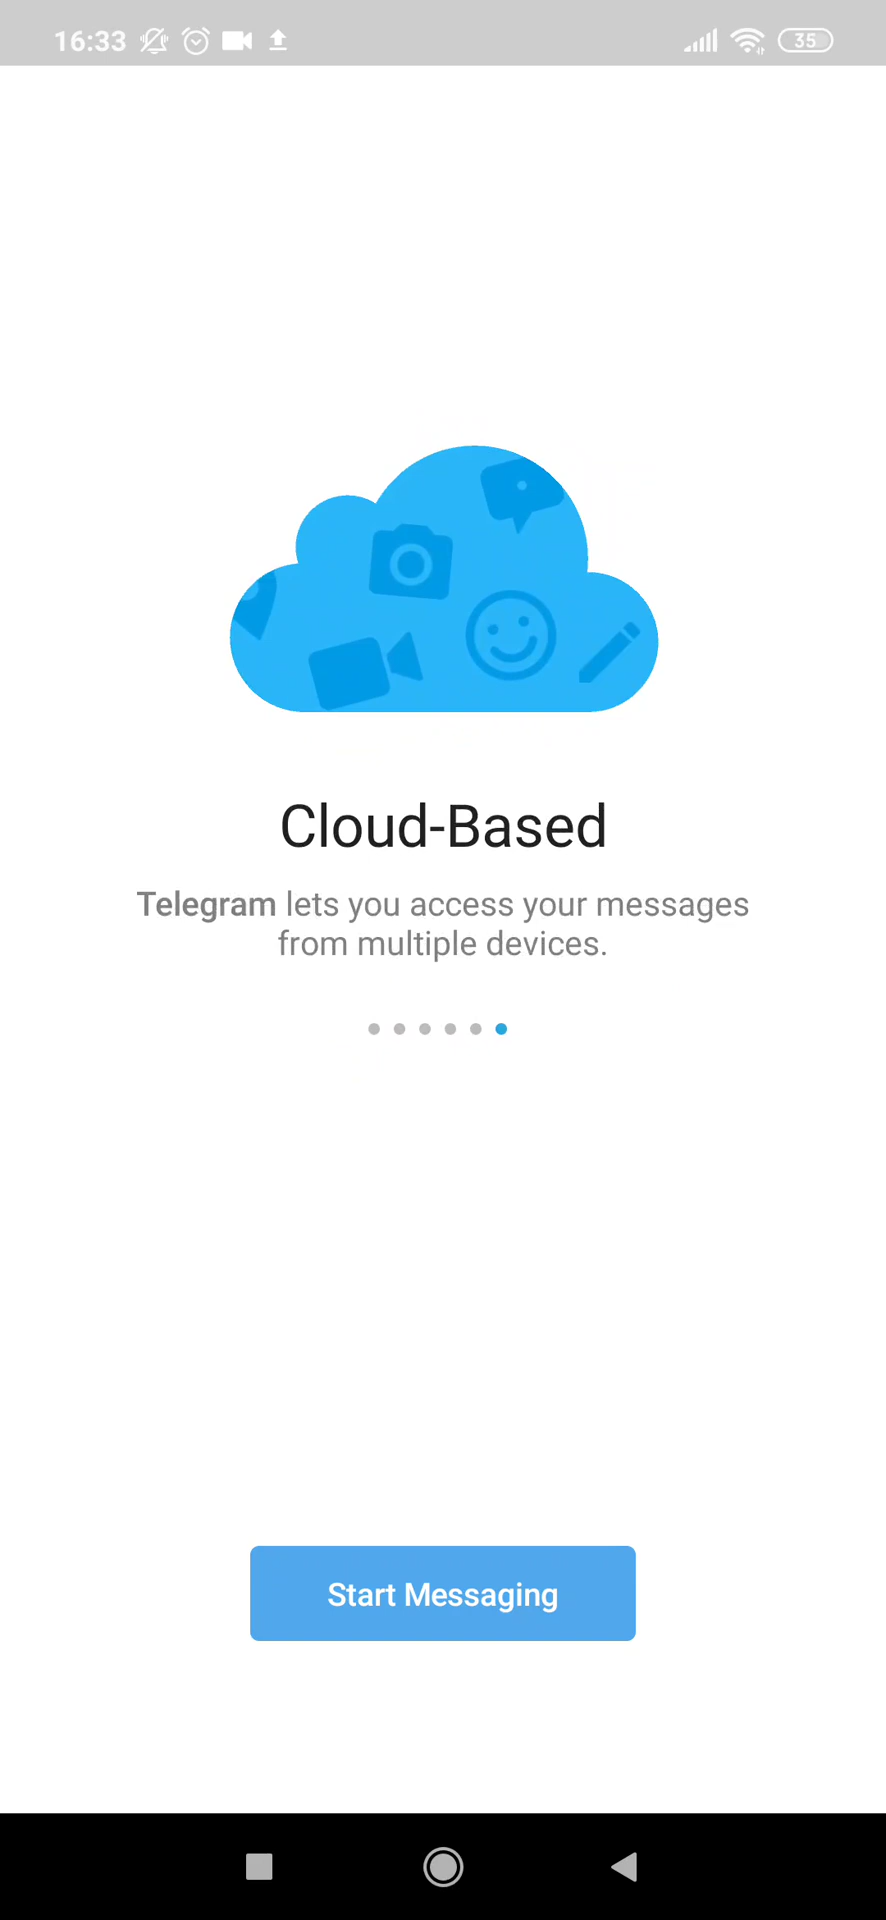 16:33
35
Cloud-Based
Telegram lets you access your messages
from multiple devices.
Start Messaging